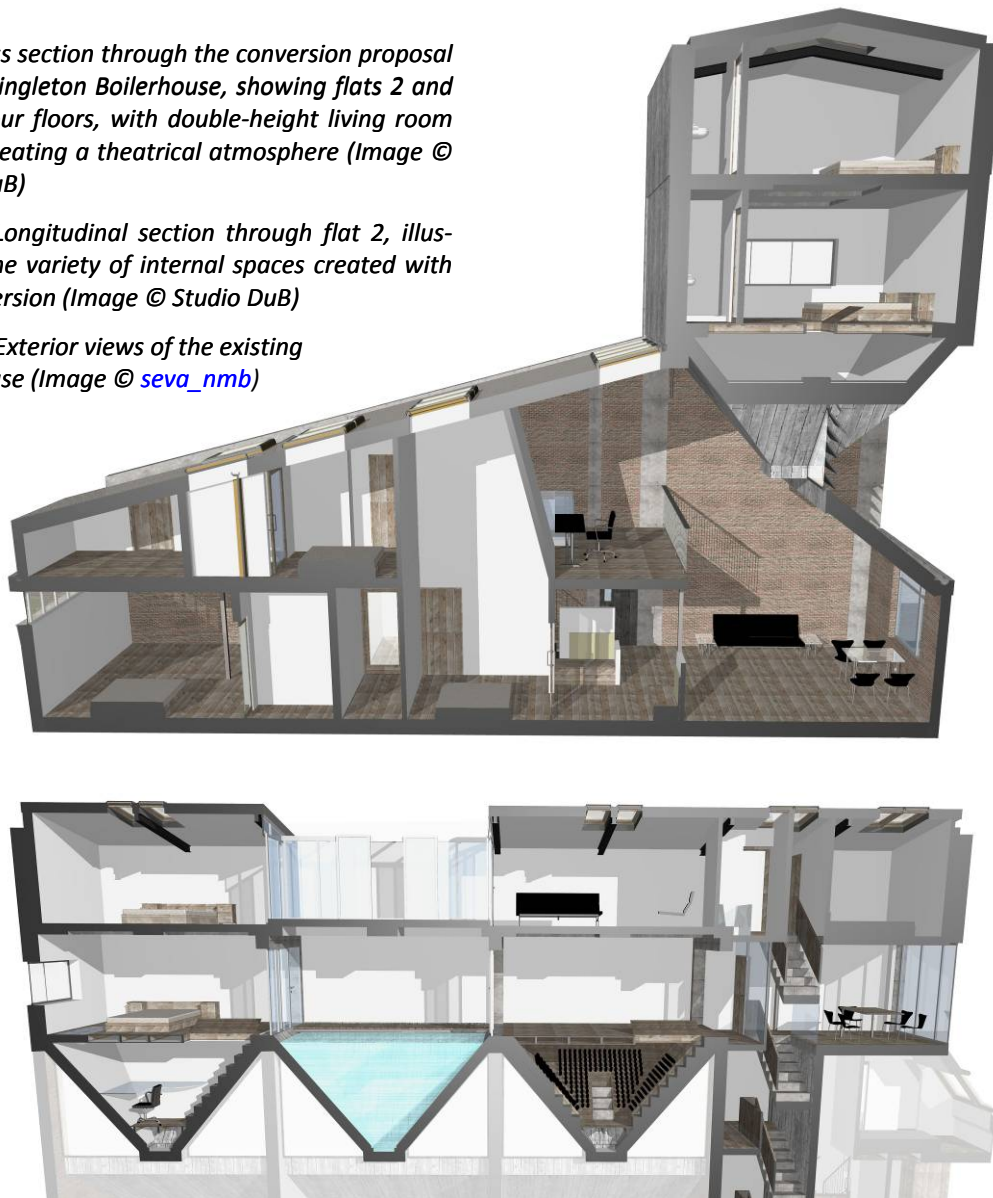 s section through the conversion proposal
ingleton Boilerhouse, showing flats 2 and
ur floors, with double-height living room
eating a theatrical atmosphere (Image ©
B)
Longitudinal section through flat 2, illus-
ne variety of internal spaces created with
ersion (Image © Studio DuB)
Exterior views of the existing
se (Image © seva_nmb)